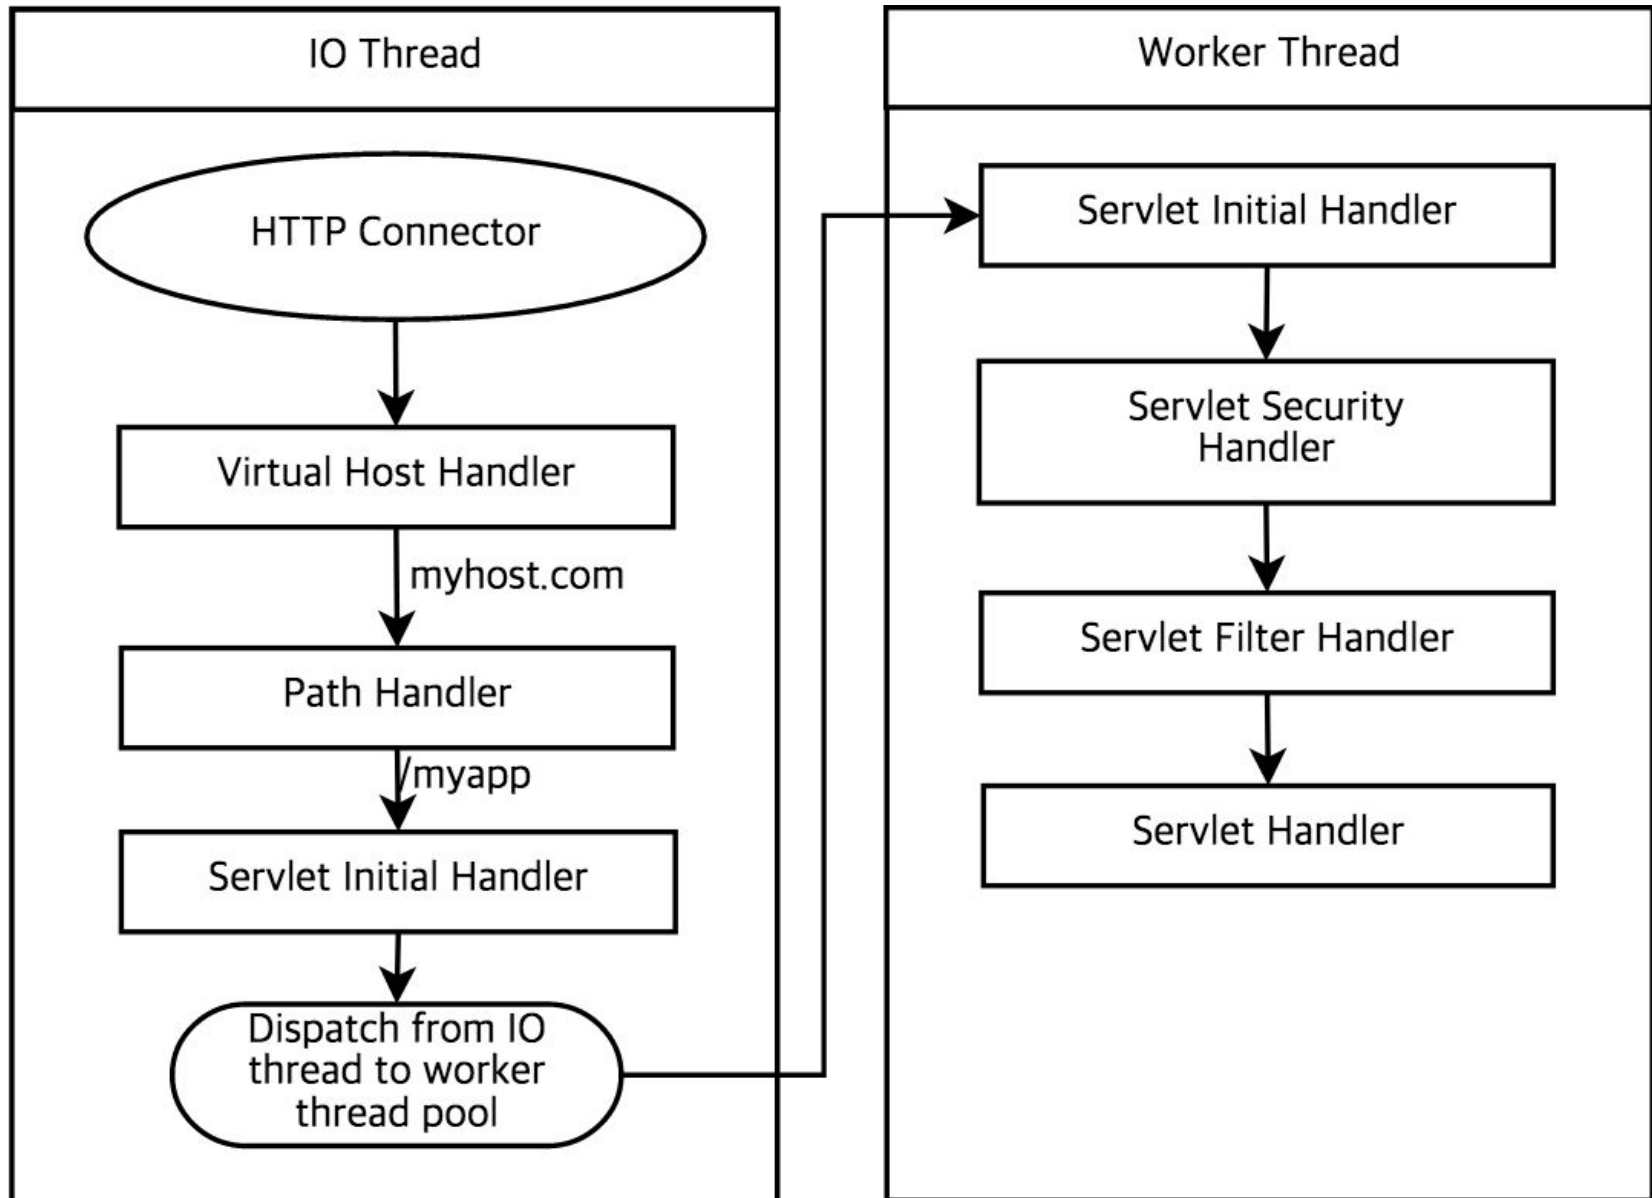 IO Thread
HTTP Connector
Virtual Host Handler
myhost.com
Path Handler
/myapp
Servlet Initial Handler
Dispatch from IO
thread to worker
thread pool
Worker Thread
Servlet Initial Handler
Servlet Security
Handler
Servlet Filter Handler
Servlet Handler